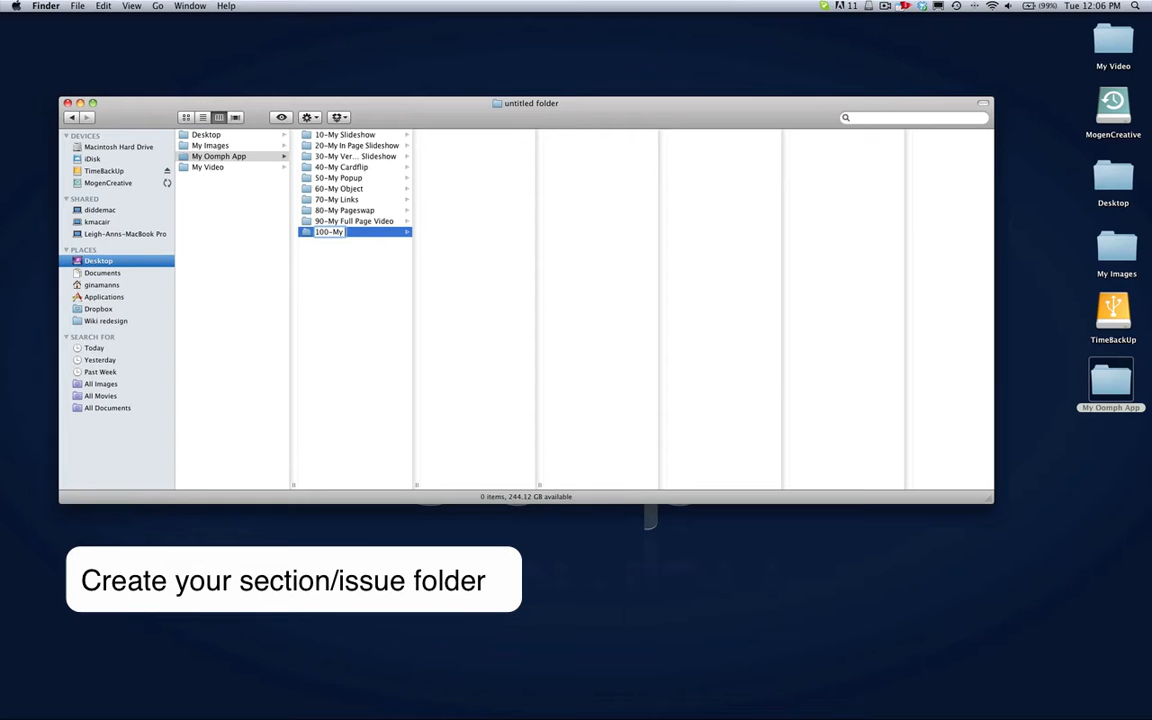 Finder File Edit View Go Window Help
11 (99%) Tue 12:06 PM
untitled folder
DEVICES
Macintosh Hard Drive
iDisk
TimeBackUp
MogenCreative
SHARED
diddemac
kmacair
Leigh-Anns-MacBook Pro
PLACES
Desktop
Documents
ginamanns
Applications
Dropbox
Wiki redesign
SEARCH FOR
Today
Yesterday
Past Week
All Images
All Movies
All Documents
Desktop
My Images
My Oomph App
My Video
10-My Slideshow
20-My In Page Slideshow
30-My Ver... Slideshow
40-My Cardflip
50-My Popup
60-My Object
70-My Links
80-My Pageswap
90-My Full Page Video
100-My
0 items, 244.12 GB available
My Video
MogenCreative
Desktop
My Images
TimeBackUp
My Oomph App
Create your section/issue folder